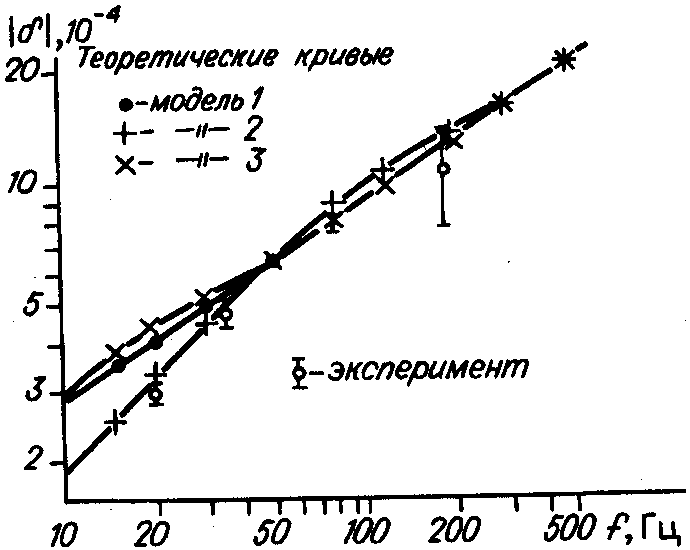 |σ|, 10⁻⁴
Теоретические кривые
20
●-модель 1
+- —〃— 2
×- —〃— 3
10
5
-эксперимент
3
2
10 20 50 100 200 500 f, Гц